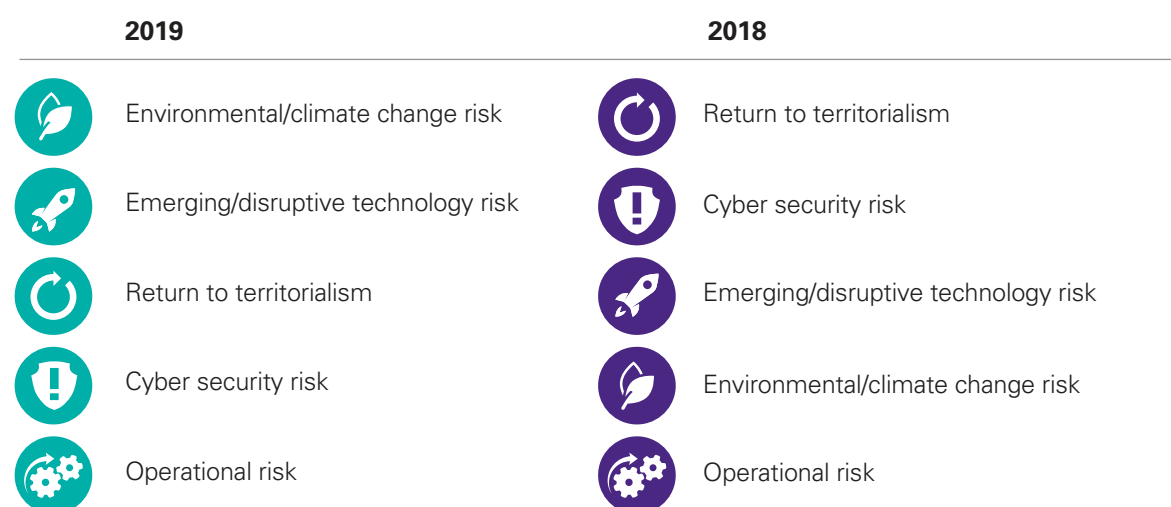 2019
2018
Environmental/climate change risk
Return to territorialism
Emerging/disruptive technology risk
Cyber security risk
Return to territorialism
Emerging/disruptive technology risk
Cyber security risk
Environmental/climate change risk
Operational risk
Operational risk